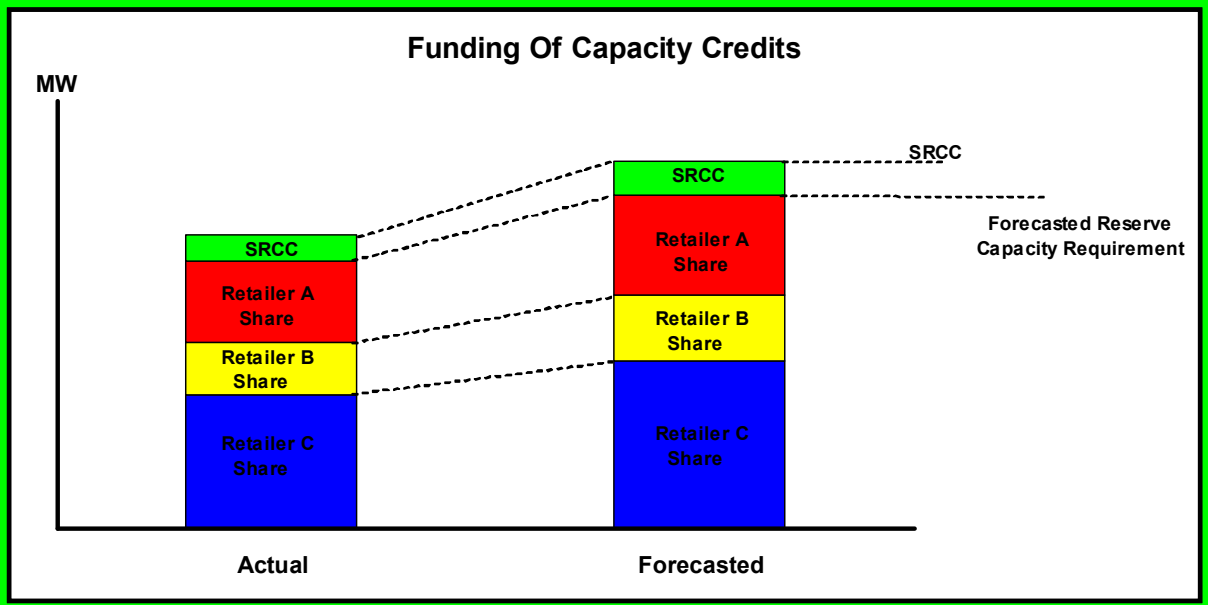 Funding Of Capacity Credits
MW
SRCC
SRCC
Forecasted Reserve
Capacity Requirement
SRCC
Retailer A
Share
Retailer A
Share
Retailer B
Share
Retailer B
Share
Retailer C
Share
Retailer C
Share
Actual
Forecasted